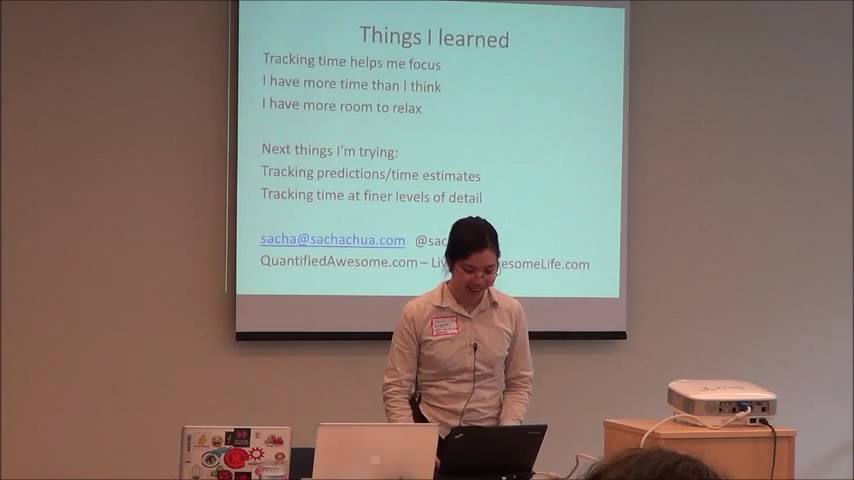 Things I learned
Tracking time helps me focus
I have more time than I think
I have more room to relax
Next things I'm trying:
Tracking predictions/time estimates
Tracking time at finer levels of detail
sacha@sachachua.com @sac
QuantifiedAwesome.com – Liv esomeLife.com